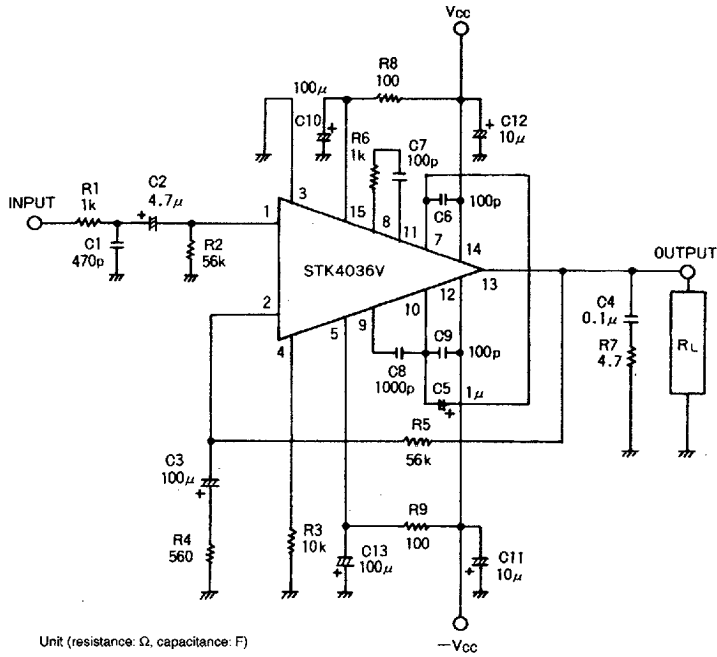 Vcc
R8
100
100μ
C10
+
+
C12
10μ
R6
1k
C7
100p
R1
1k
C2
4.7μ
+
INPUT
3
15
8
11
7
C6
100p
14
1
C1
470p
R2
56k
STK4036V
13
OUTPUT
12
10
2
9
5
4
C9
100p
C8
1000p
C5
+
1μ
C4
0.1μ
R7
4.7
RL
R5
56k
C3
100μ
+
R4
560
R3
10k
R9
100
C13
100μ
+
C11
10μ
+
-Vcc
Unit (resistance: Ω, capacitance: F)